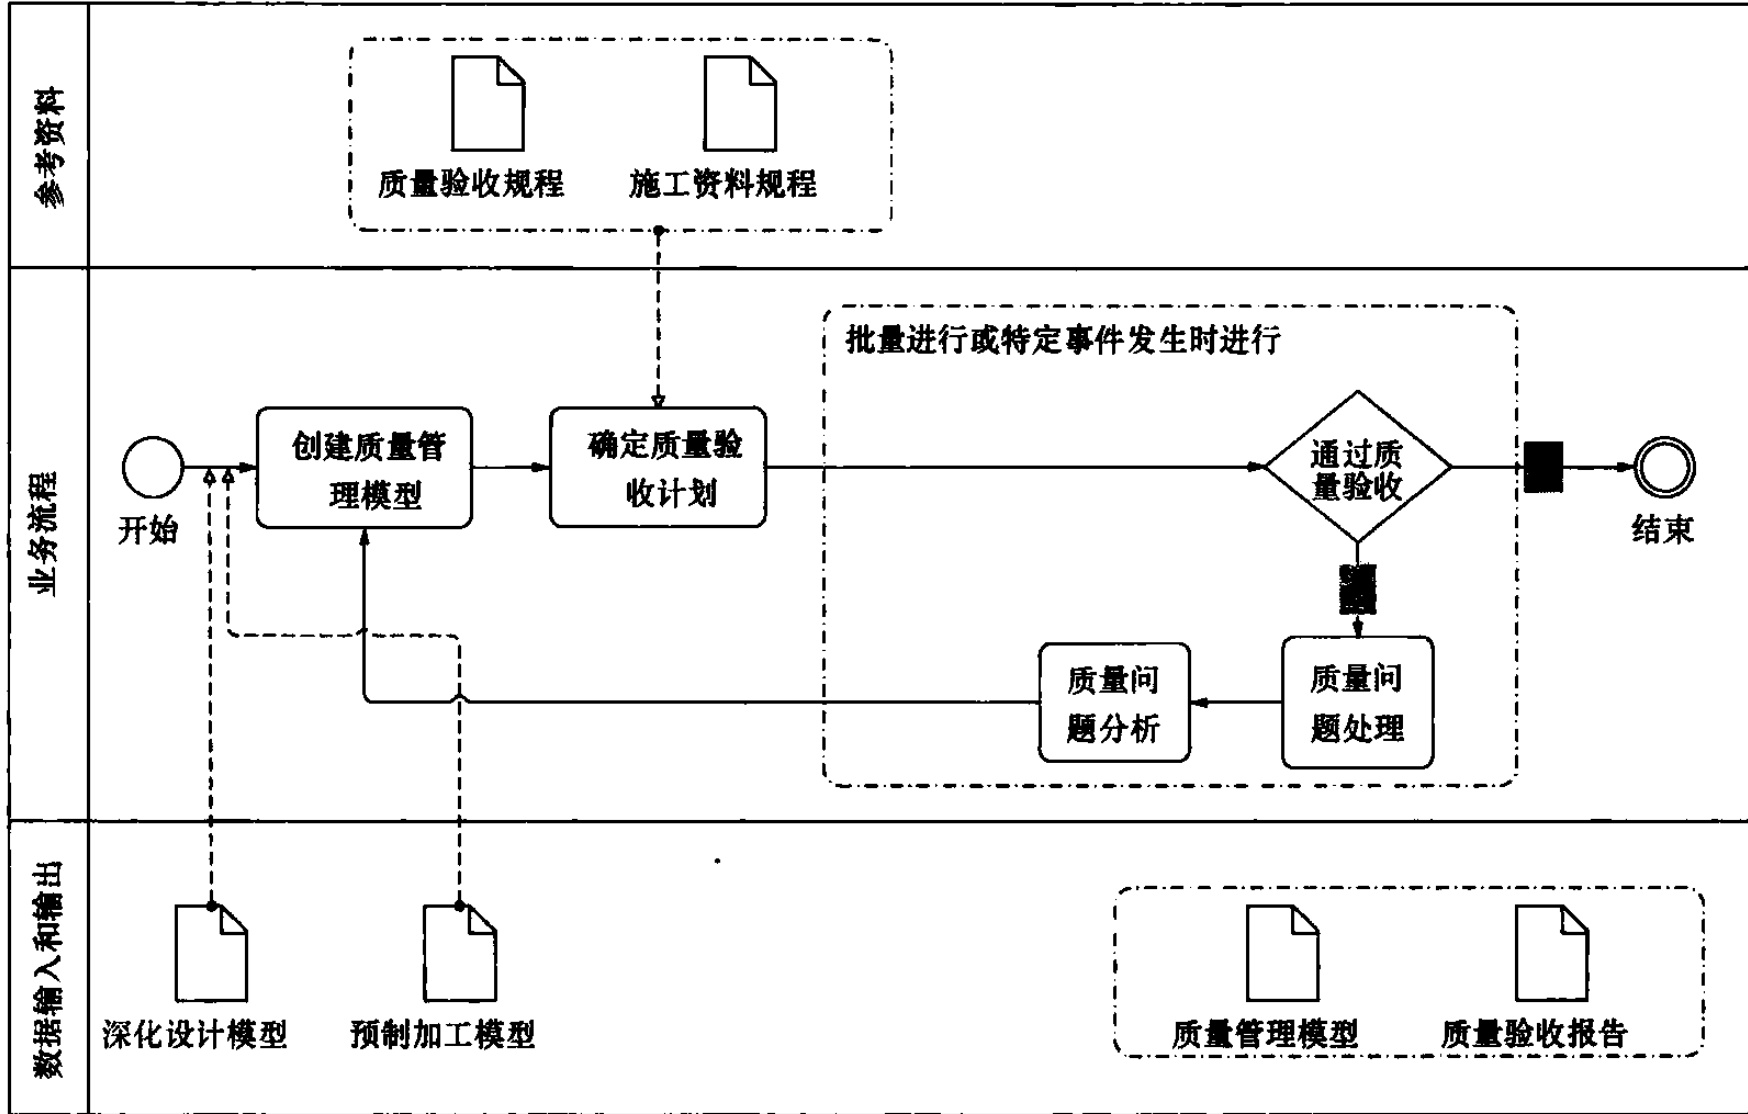 参考资料
质量验收规程
施工资料规程
业务流程
批量进行或特定事件发生时进行
开始
创建质量管
理模型
确定质量验
收计划
通过质
量验收
结束
质量问
题分析
质量问
题处理
数据输入和输出
深化设计模型
预制加工模型
质量管理模型
质量验收报告